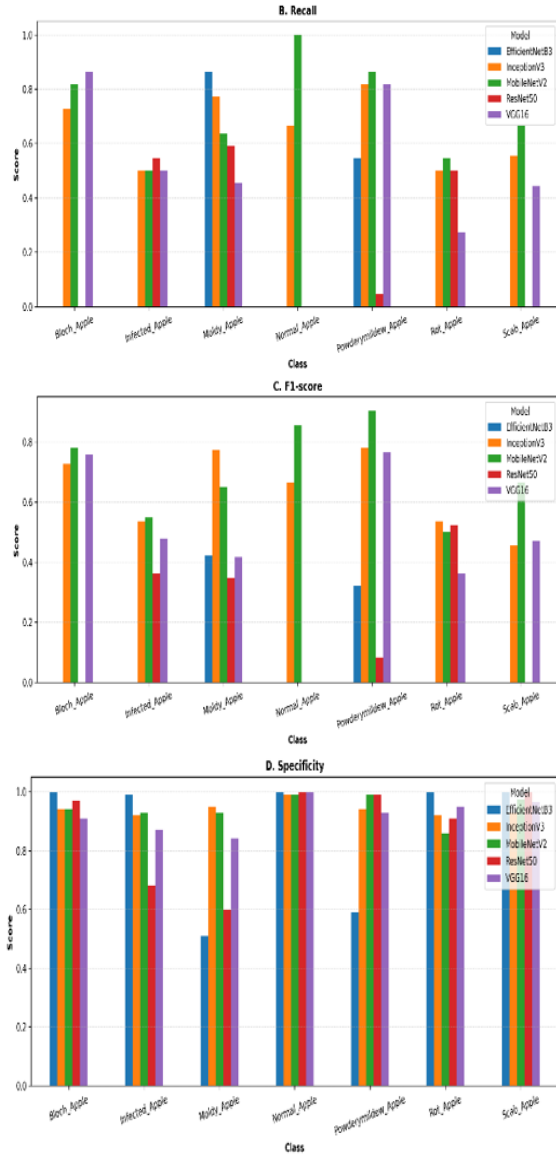 B. Recall
Score
1.0
0.8
0.6
0.4
0.2
0.0
Model
EfficientNetB3
InceptionV3
MobileNetV2
ResNet50
VGG16
Bloch_Apple
Infected_Apple
Moldy_Apple
Normal_Apple
Powderymildew_Apple
Rot_Apple
Scab_Apple
Class
C. F1-score
Score
0.8
0.6
0.4
0.2
0.0
Model
EfficientNetB3
InceptionV3
MobileNetV2
ResNet50
VGG16
Bloch_Apple
Infected_Apple
Moldy_Apple
Normal_Apple
Powderymildew_Apple
Rot_Apple
Scab_Apple
Class
D. Specificity
Score
1.0
0.8
0.6
0.4
0.2
0.0
Model
EfficientNetB3
InceptionV3
MobileNetV2
ResNet50
VGG16
Bloch_Apple
Infected_Apple
Moldy_Apple
Normal_Apple
Powderymildew_Apple
Rot_Apple
Scab_Apple
Class